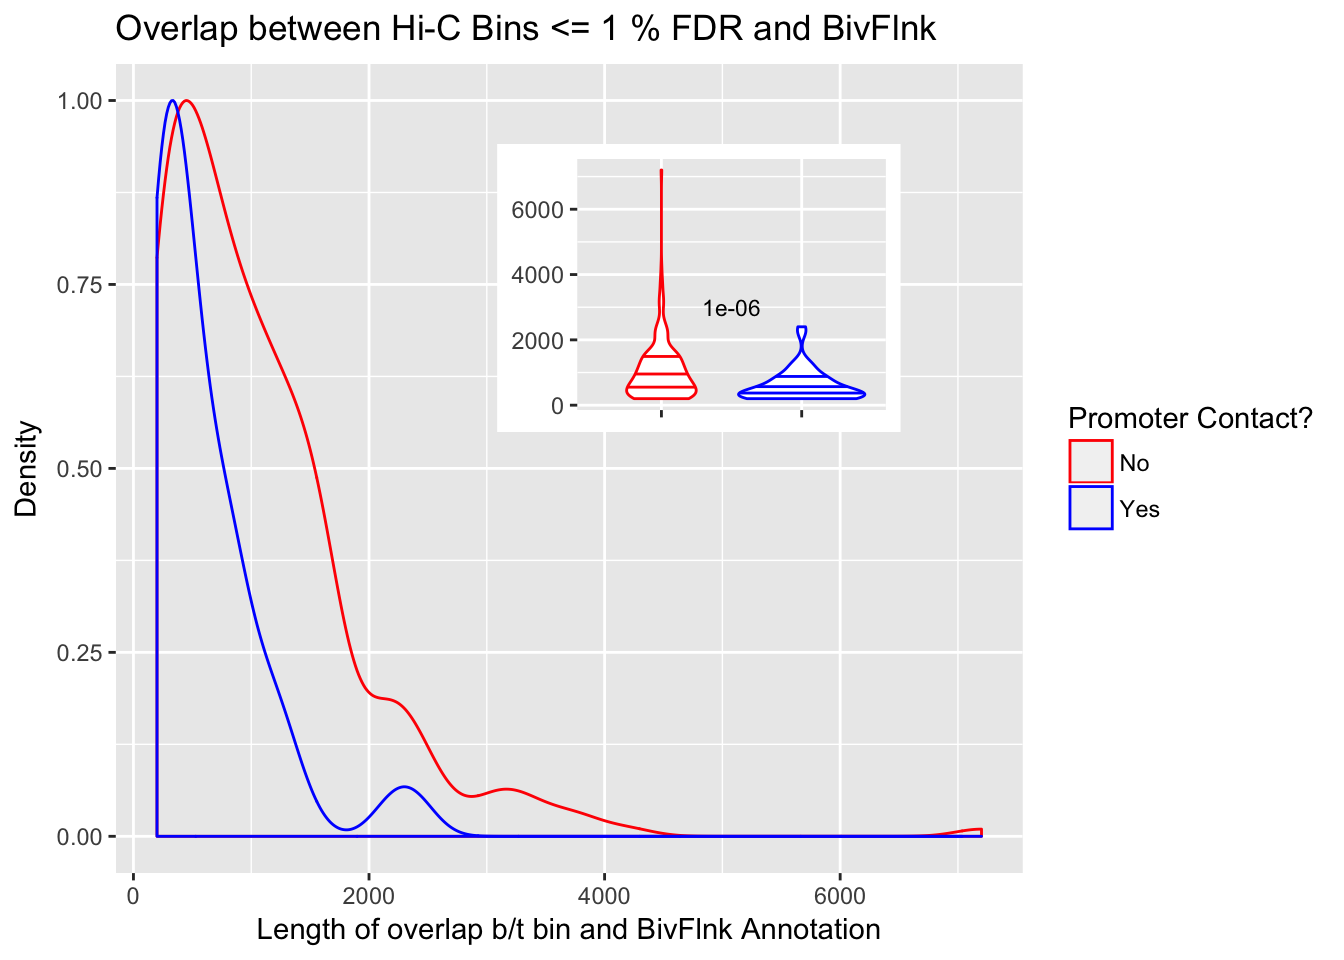 Overlap between Hi-C Bins <= 1 % FDR and BivFlnk
1.00
0.75
0.50
0.25
0.00
Density
0
2000
4000
6000
Length of overlap b/t bin and BivFlnk Annotation
6000
4000
2000
0
1e-06
Promoter Contact?
No
Yes